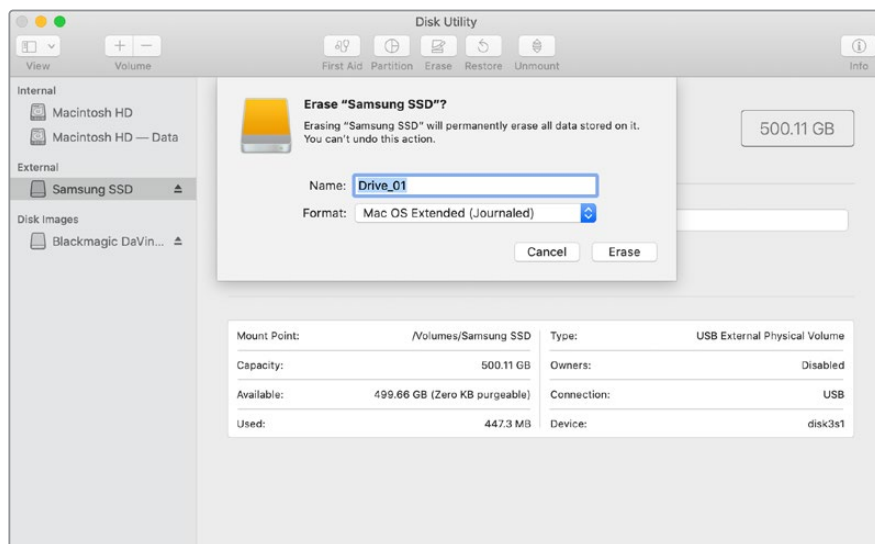 Disk Utility
View
Volume
First Aid Partition Erase Restore Unmount
Info
Internal
Macintosh HD
Macintosh HD — Data
External
Samsung SSD
Disk Images
Blackmagic DaVin...
Erase “Samsung SSD”?
Erasing “Samsung SSD” will permanently erase all data stored on it.
You can’t undo this action.
Name: Drive_01
Format: Mac OS Extended (Journaled)
Cancel Erase
500.11 GB
Mount Point: /Volumes/Samsung SSD
Capacity: 500.11 GB
Available: 499.66 GB (Zero KB purgeable)
Used: 447.3 MB
Type: USB External Physical Volume
Owners: Disabled
Connection: USB
Device: disk3s1